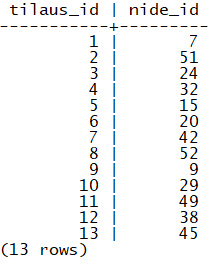 tilaus_id | nide_id
-----------+---------
         1 |       7
         2 |      51
         3 |      24
         4 |      32
         5 |      15
         6 |      20
         7 |      42
         8 |      52
         9 |       9
        10 |      29
        11 |      49
        12 |      38
        13 |      45
(13 rows)